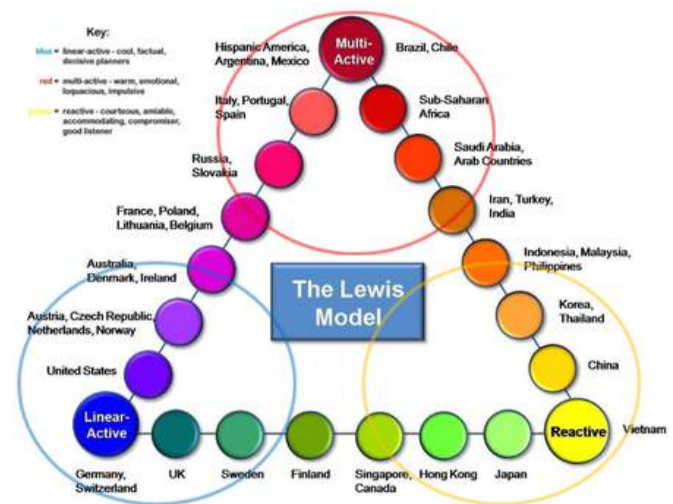 Key:
blue = linear-active - cool, factual,
decisive planners
red = multi-active - warm, emotional,
loquacious, impulsive
yellow = reactive - courteous, amiable,
accommodating, compromiser,
good listener
Hispanic America,
Argentina, Mexico
Multi-
Active
Brazil, Chile
Italy, Portugal,
Spain
Sub-Saharan
Africa
Russia,
Slovakia
Saudi Arabia,
Arab Countries
France, Poland,
Lithuania, Belgium
Iran, Turkey,
India
Australia,
Denmark, Ireland
Indonesia, Malaysia,
Philippines
The Lewis
Model
Austria, Czech Republic,
Netherlands, Norway
Korea,
Thailand
United States
China
Linear-
Active
Reactive
Vietnam
Germany,
Switzerland
UK
Sweden
Finland
Singapore,
Canada
Hong Kong
Japan